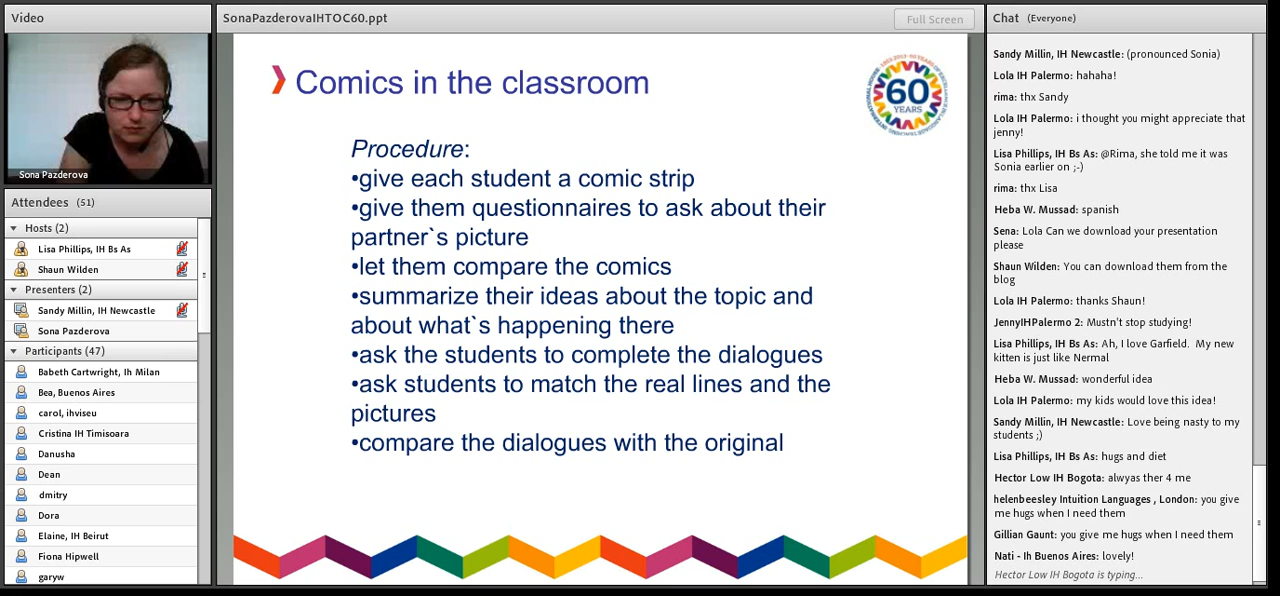 Video
Sona Pazderova
Attendees (51)
Hosts (2)
Lisa Phillips, IH Bs As
Shaun Wilden
Presenters (2)
Sandy Millin, IH Newcastle
Sona Pazderova
Participants (47)
Babeth Cartwright, Ih Milan
Bea, Buenos Aires
carol, ihviseu
Cristina IH Timisoara
Danusha
Dean
dmitry
Dora
Elaine, IH Beirut
Fiona Hipwell
garyw
SonaPazderovaIHTOC60.ppt
Full Screen
Comics in the classroom
60
YEARS
Procedure:
•give each student a comic strip
•give them questionnaires to ask about their
partner`s picture
•let them compare the comics
•summarize their ideas about the topic and
about what`s happening there
•ask the students to complete the dialogues
•ask students to match the real lines and the
pictures
•compare the dialogues with the original
Chat (Everyone)
Sandy Millin, IH Newcastle: (pronounced Sonia)
Lola IH Palermo: hahaha!
rima: thx Sandy
Lola IH Palermo: i thought you might appreciate that
jenny!
Lisa Phillips, IH Bs As: @Rima, she told me it was
Sonia earlier on ;-)
rima: thx Lisa
Heba W. Mussad: spanish
Sena: Lola Can we download your presentation
please
Shaun Wilden: You can download them from the
blog
Lola IH Palermo: thanks Shaun!
JennyIHPalermo 2: Mustn't stop studying!
Lisa Phillips, IH Bs As: Ah, I love Garfield. My new
kitten is just like Nermal
Heba W. Mussad: wonderful idea
Lola IH Palermo: my kids would love this idea!
Sandy Millin, IH Newcastle: Love being nasty to my
students ;)
Lisa Phillips, IH Bs As: hugs and diet
Hector Low IH Bogota: alwyas ther 4 me
helenbeesley Intuition Languages , London: you give
me hugs when I need them
Gillian Gaunt: you give me hugs when I need them
Nati - Ih Buenos Aires: lovely!
Hector Low IH Bogota is typing...